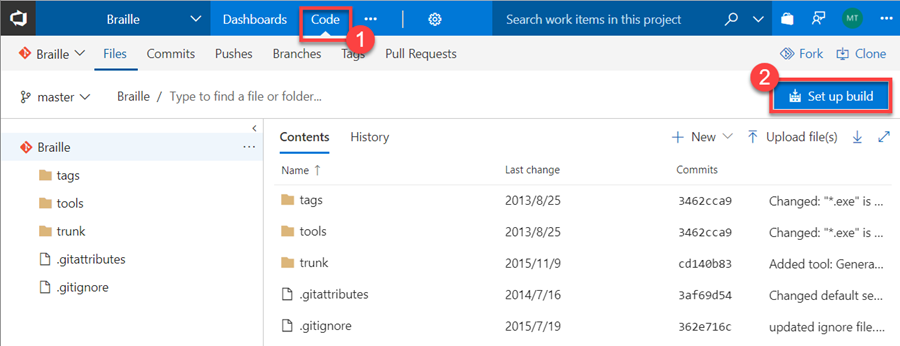 Braille Dashboards Code ••• Search work items in this project MT •••
1
Braille Files Commits Pushes Branches Tags Pull Requests Fork Clone
2
master Braille / Type to find a file or folder... Set up build
Braille ···
tags
tools
trunk
.gitattributes
.gitignore
Contents History New Upload file(s)
Name ↑ Last change Commits
tags 2013/8/25 3462cca9 Changed: "*.exe" is ...
tools 2013/8/25 3462cca9 Changed: "*.exe" is ...
trunk 2015/11/9 cd140b83 Added tool: Genera...
.gitattributes 2014/7/16 3af69d54 Changed default se...
.gitignore 2015/7/19 362e716c updated ignore file....